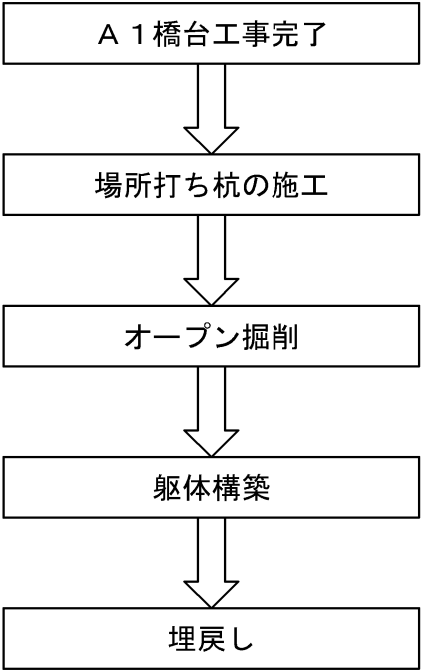 Ａ１橋台工事完了
場所打ち杭の施工
オープン掘削
躯体構築
埋戻し